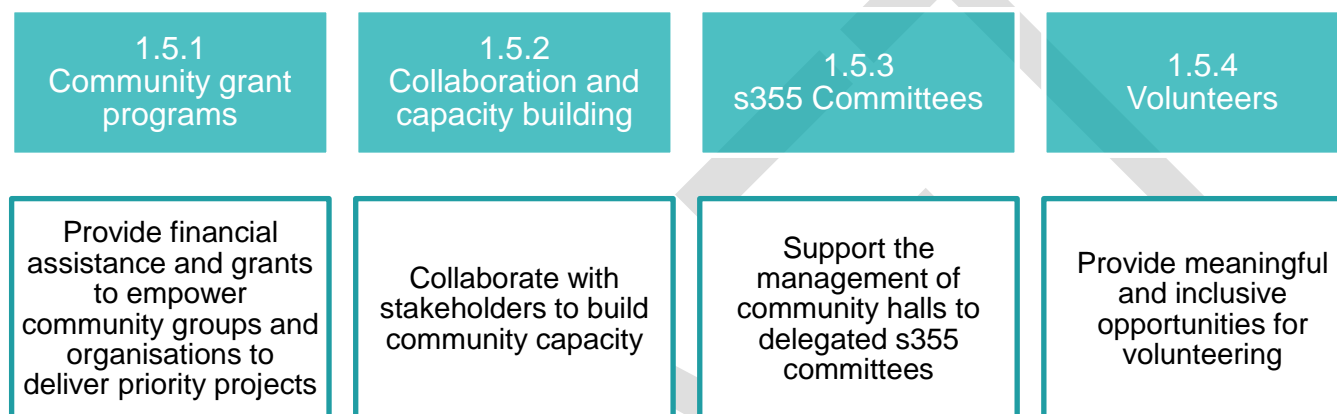 1.5.1
Community grant
programs
1.5.2
Collaboration and
capacity building
1.5.3
s355 Committees
1.5.4
Volunteers
Provide financial
assistance and grants
to empower
community groups and
organisations to
deliver priority projects
Collaborate with
stakeholders to build
community capacity
Support the
management of
community halls to
delegated s355
committees
Provide meaningful
and inclusive
opportunities for
volunteering